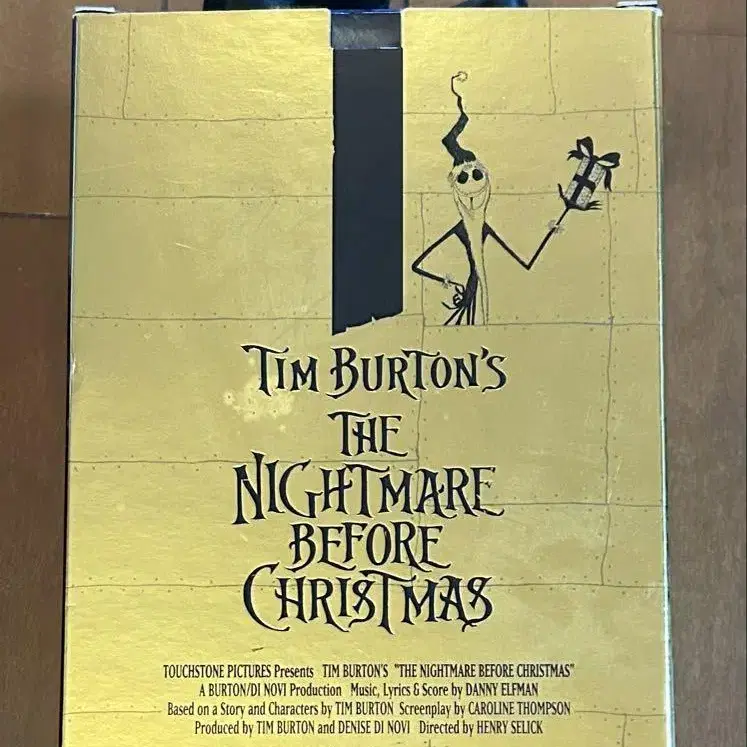 TIM BURTON'S
THE
NIGHTMARE
BEFORE
CHRISTMAS
TOUCHSTONE PICTURES Presents TIM BURTON'S "THE NIGHTMARE BEFORE CHRISTMAS"
A BURTON/DI NOVI Production Music, Lyrics & Score by DANNY ELFMAN
Based on a Story and Characters by TIM BURTON Screenplay by CAROLINE THOMPSON
Produced by TIM BURTON and DENISE DI NOVI Directed by HENRY SELICK